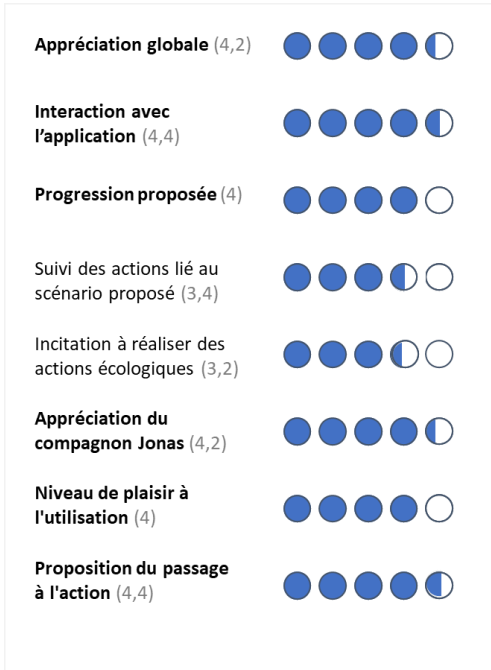 Appréciation globale (4,2)
Interaction avec
l’application (4,4)
Progression proposée (4)
Suivi des actions lié au
scénario proposé (3,4)
Incitation à réaliser des
actions écologiques (3,2)
Appréciation du
compagnon Jonas (4,2)
Niveau de plaisir à
l'utilisation (4)
Proposition du passage
à l'action (4,4)